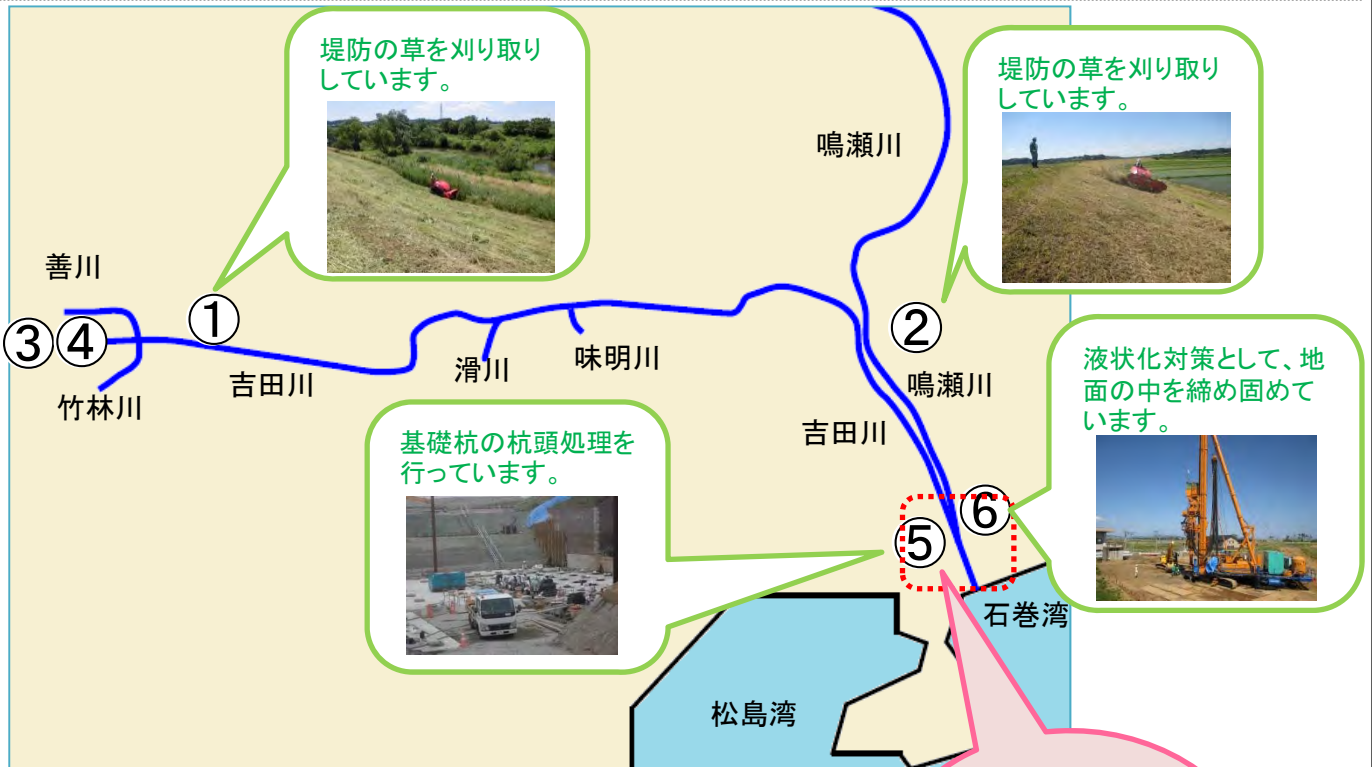 堤防の草を刈り取り
しています。
堤防の草を刈り取り
しています。
鳴瀬川
善川
①
②
③
④
吉田川
滑川
味明川
竹林川
鳴瀬川
吉田川
液状化対策として、地
面の中を締め固めて
います。
基礎杭の杭頭処理を
行っています。
⑤
⑥
石巻湾
松島湾